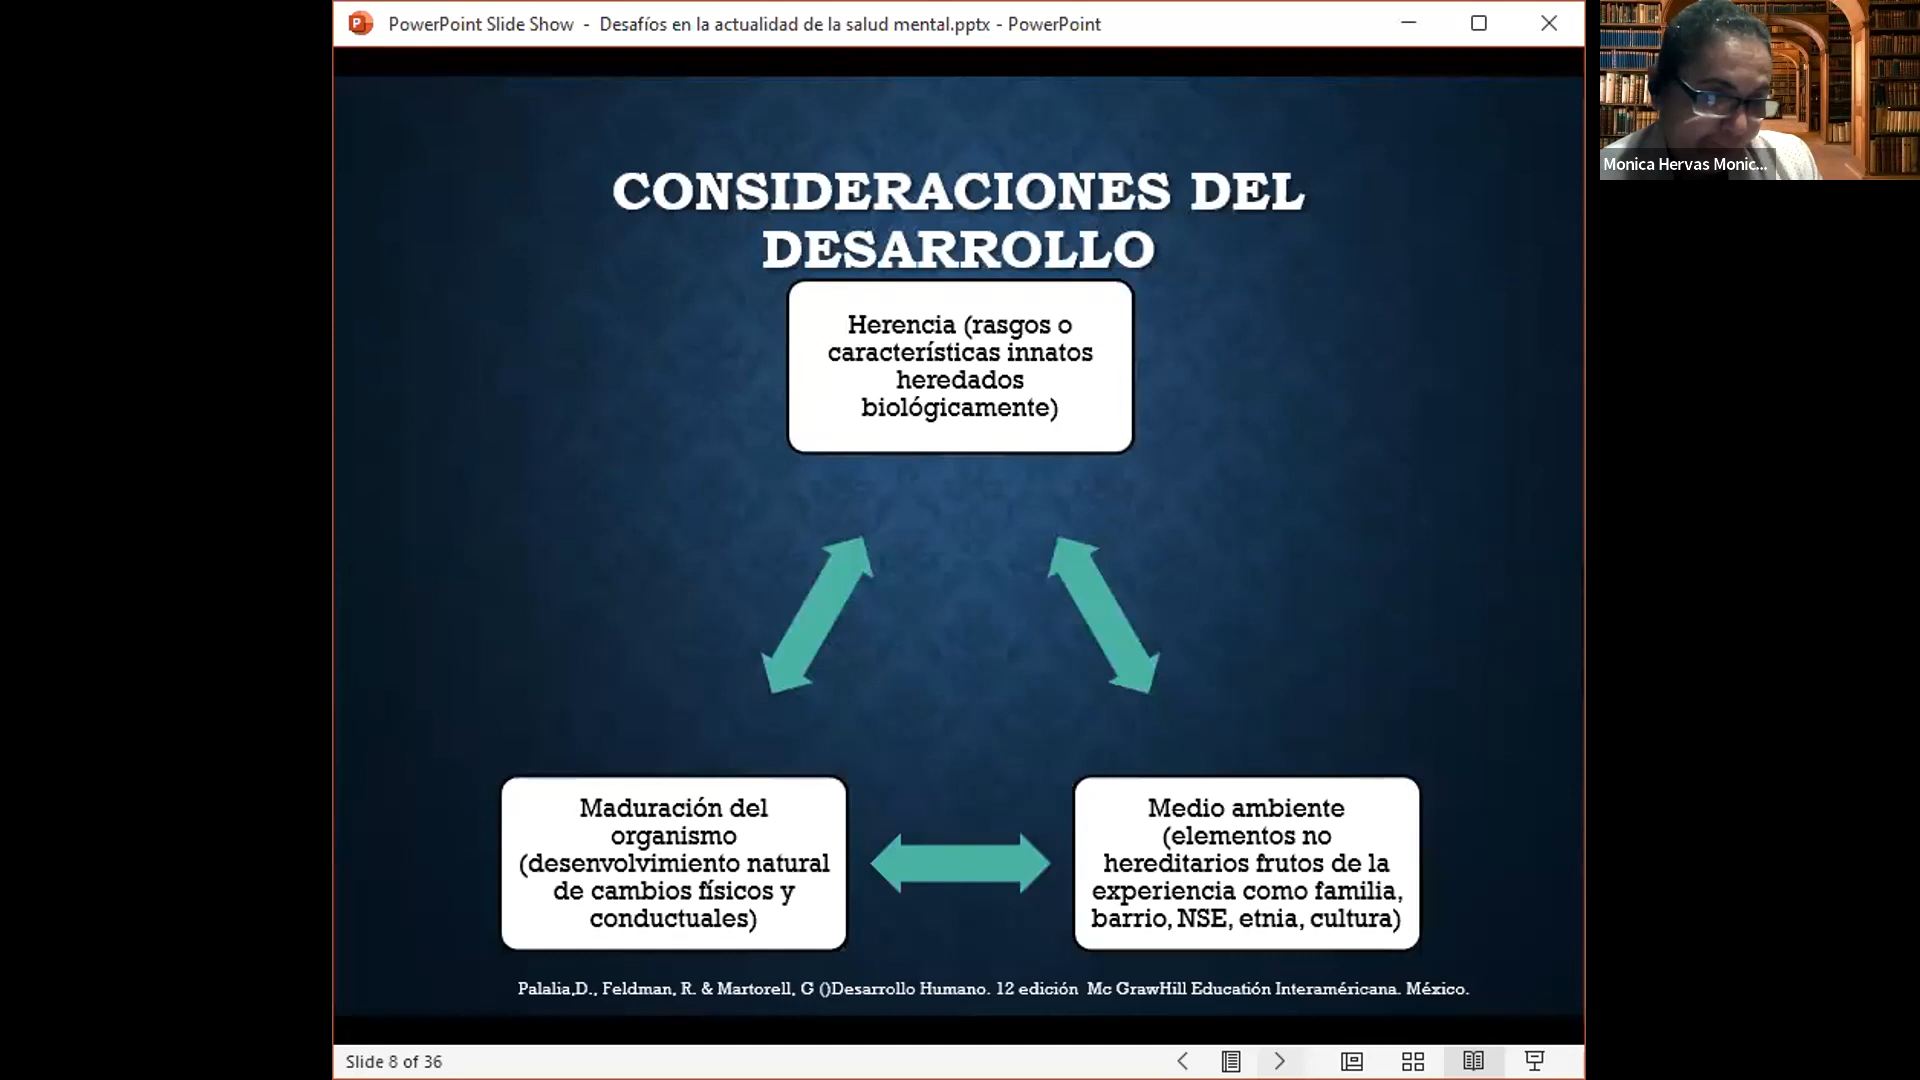 PowerPoint Slide Show - Desafíos en la actualidad de la salud mental.pptx - PowerPoint
Monica Hervas Monic...
CONSIDERACIONES DEL
DESARROLLO
Herencia (rasgos o
características innatos
heredados
biológicamente)
Maduración del
organismo
(desenvolvimiento natural
de cambios físicos y
conductuales)
Medio ambiente
(elementos no
hereditarios frutos de la
experiencia como familia,
barrio, NSE, etnia, cultura)
Palalia,D., Feldman, R. & Martorell, G ()Desarrollo Humano. 12 edición Mc GrawHill Educatión Interaméricana. México.
Slide 8 of 36